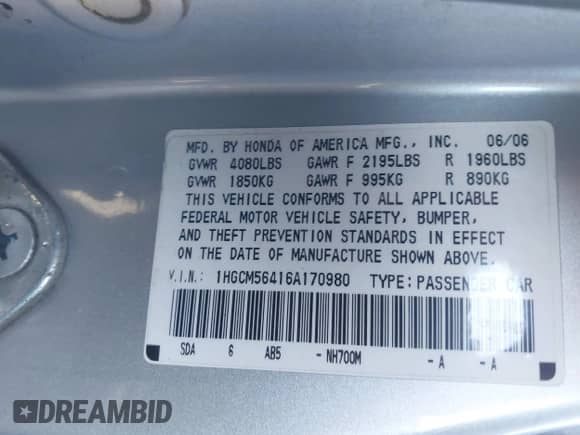 MFD. BY HONDA OF AMERICA MFG., INC. 06/06
GVWR 4080LBS GAWR F 2195LBS R 1960LBS
GVWR 1850KG GAWR F 995KG R 890KG
THIS VEHICLE CONFORMS TO ALL APPLICABLE
FEDERAL MOTOR VEHICLE SAFETY, BUMPER,
AND THEFT PREVENTION STANDARDS IN EFFECT
ON THE DATE OF MANUFACTURE SHOWN ABOVE.
V.I.N.: 1HGCM56416A170980 TYPE: PASSENGER CAR
SDA 6 AB5 - NH700M - A - A
DREAMBID